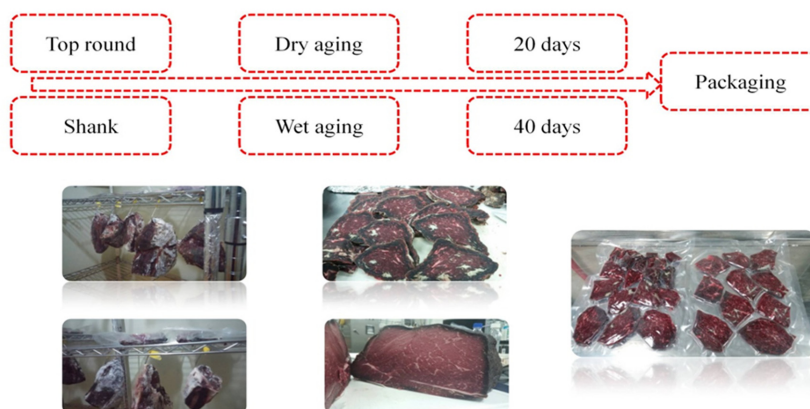 Top round
Dry aging
20 days
Packaging
Shank
Wet aging
40 days